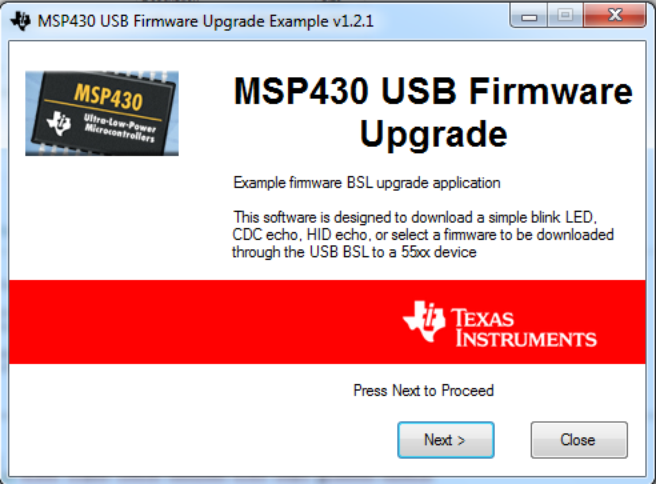 MSP430 USB Firmware Upgrade Example v1.2.1
MSP430
Ultra-Low-Power
Microcontrollers
MSP430 USB Firmware
Upgrade
Example firmware BSL upgrade application
This software is designed to download a simple blink LED,
CDC echo, HID echo, or select a firmware to be downloaded
through the USB BSL to a 55xx device
TEXAS
INSTRUMENTS
Press Next to Proceed
Next >
Close